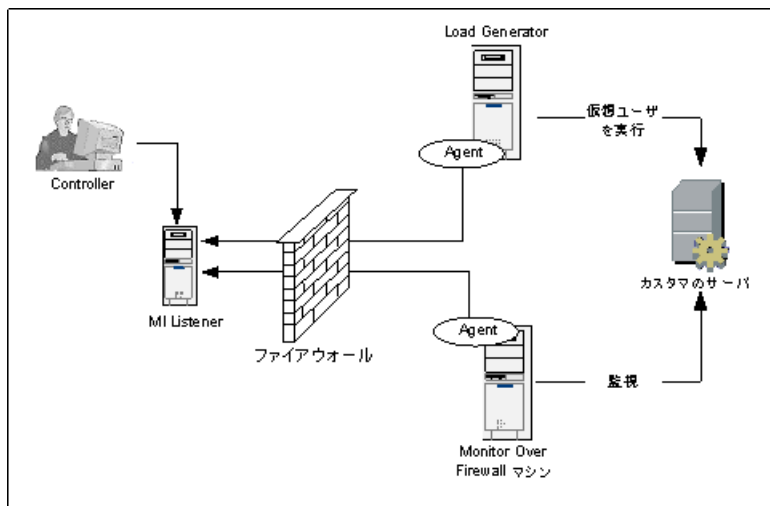 Load Generator
仮想ユーザ
を実行
Agent
Controller
カスタマのサーバ
MI Listener
Agent
ファイアウォール
監視
Monitor Over
Firewall マシン